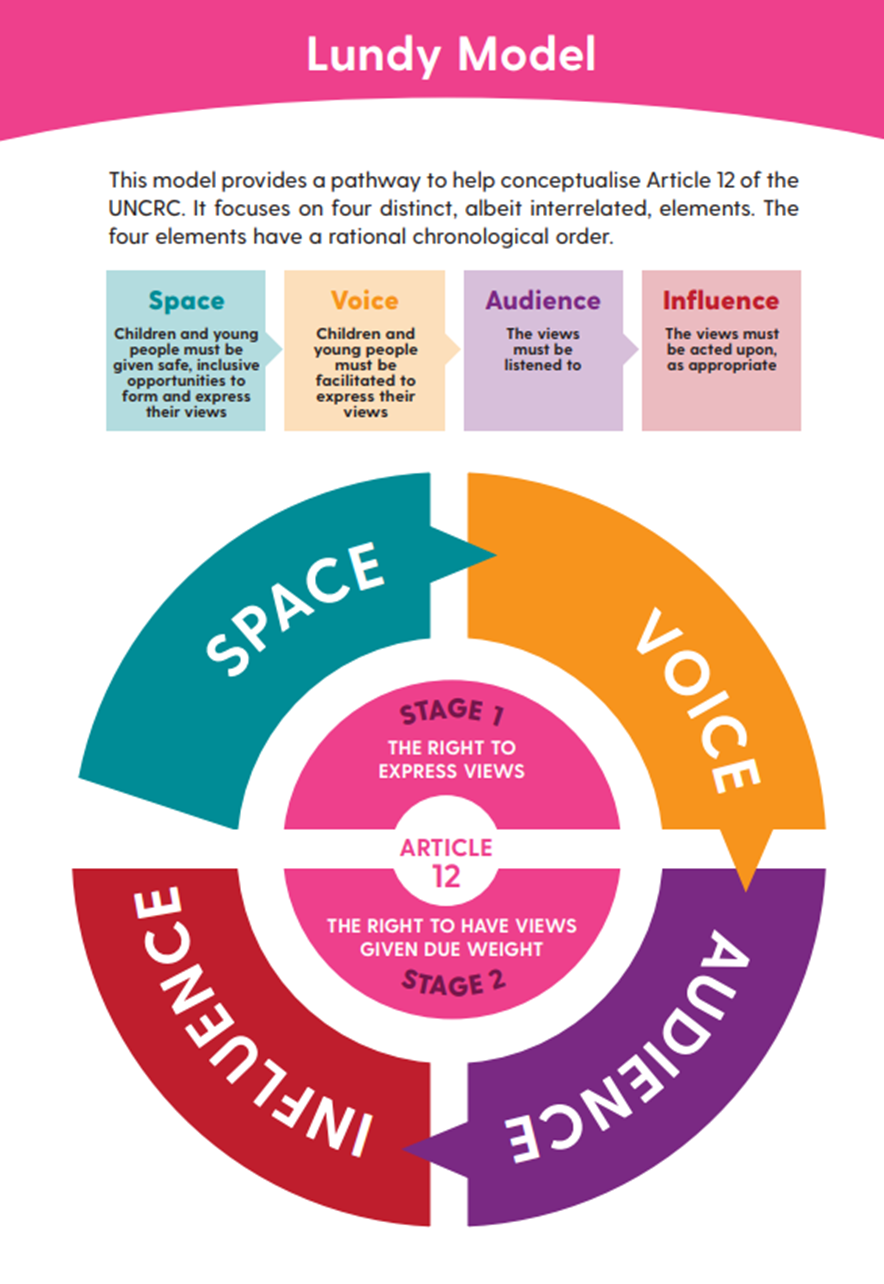 Lundy Model
This model provides a pathway to help conceptualise Article 12 of the
UNCRC. It focuses on four distinct, albeit interrelated, elements. The
four elements have a rational chronological order.
Space
Children and young
people must be
given safe, inclusive
opportunities to
form and express
their views
Voice
Children and
young people
must be
facilitated to
express their
views
Audience
The views
must be
listened to
Influence
The views must
be acted upon,
as appropriate
SPACE
VOICE
STAGE 1
THE RIGHT TO
EXPRESS VIEWS
ARTICLE
12
THE RIGHT TO HAVE VIEWS
GIVEN DUE WEIGHT
STAGE 2
AUDIENCE
INFLUENCE